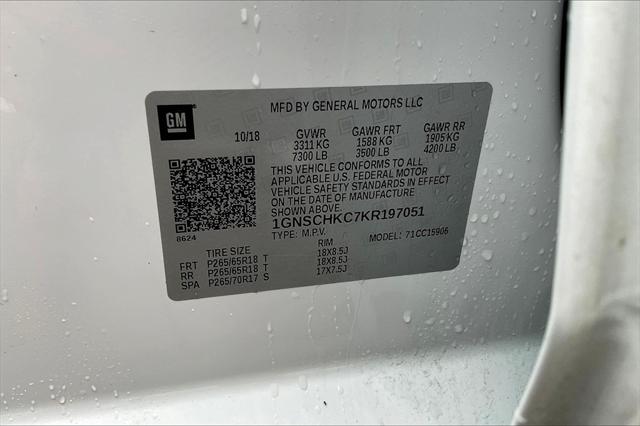 MFD BY GENERAL MOTORS LLC
GM
10/18 GVWR GAWR FRT GAWR RR
3311 KG 1588 KG 1905 KG
7300 LB 3500 LB 4200 LB
THIS VEHICLE CONFORMS TO ALL
APPLICABLE U.S. FEDERAL MOTOR
VEHICLE SAFETY STANDARDS IN EFFECT
ON THE DATE OF MANUFACTURE
SHOWN ABOVE.
1GNSCHKC7KR197051
8624
TYPE: M.P.V. MODEL: 71CC15906
TIRE SIZE RIM
FRT P265/65R18 T 18X8.5J
RR P265/65R18 T 18X8.5J
SPA P265/70R17 S 17X7.5J